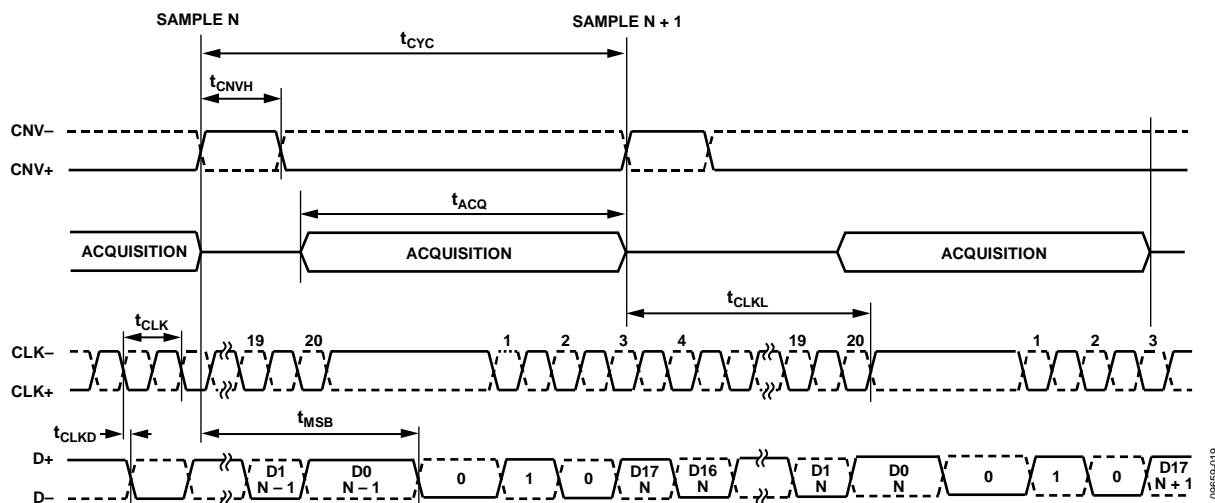 SAMPLE N SAMPLE N + 1
tCYC
tCNVH
CNV–
CNV+
tACQ
ACQUISITION ACQUISITION ACQUISITION
tCLKL
tCLK
19 20 1 2 3 4 19 20 1 2 3
CLK–
CLK+
tMSB
tCLKD
D+
D–
D1 N – 1 D0 N – 1 0 1 0 D17 N D16 N D1 N D0 N 0 1 0 D17 N + 1
09659-019